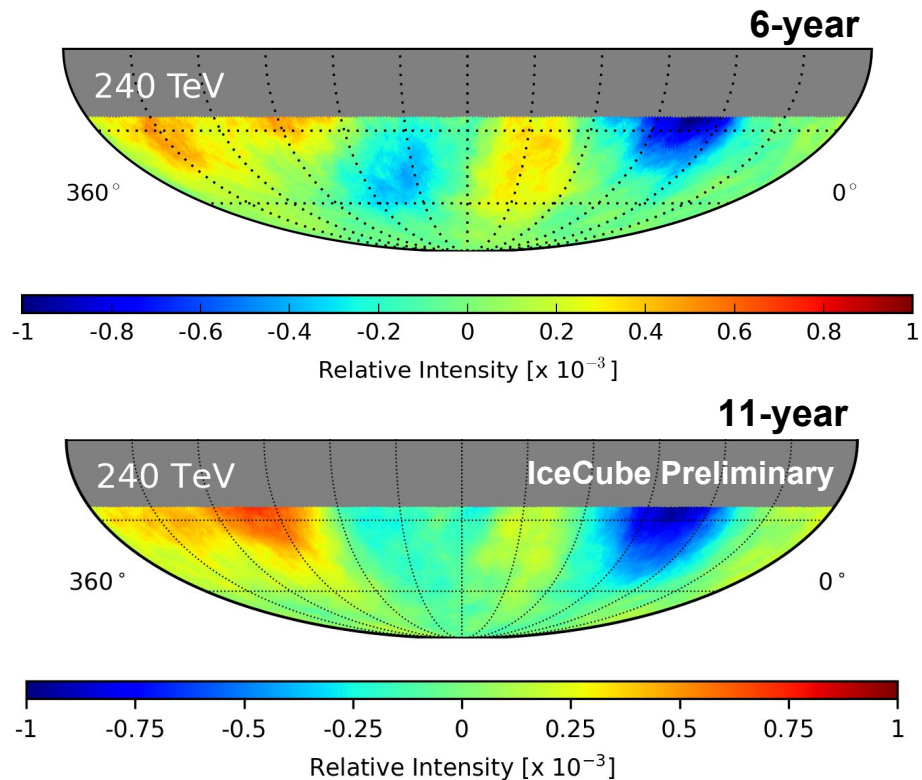 6-year
240 TeV
360° 0°
-1 -0.8 -0.6 -0.4 -0.2 0 0.2 0.4 0.6 0.8 1
Relative Intensity [x 10⁻³]
11-year
240 TeV IceCube Preliminary
360° 0°
-1 -0.75 -0.5 -0.25 0 0.25 0.5 0.75 1
Relative Intensity [x 10⁻³]